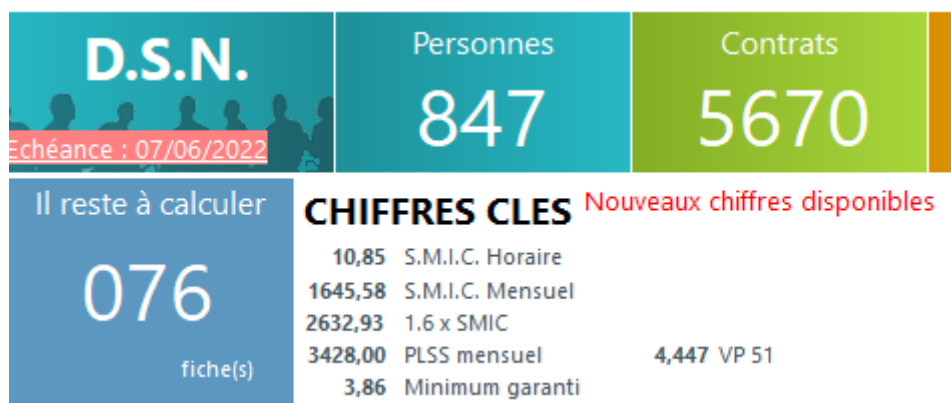 D.S.N.
Echéance : 07/06/2022
Personnes
847
Contrats
5670
Il reste à calculer
076
fiche(s)
CHIFFRES CLES Nouveaux chiffres disponibles
10,85 S.M.I.C. Horaire
1645,58 S.M.I.C. Mensuel
2632,93 1.6 x SMIC
3428,00 PLSS mensuel 4,447 VP 51
3,86 Minimum garanti